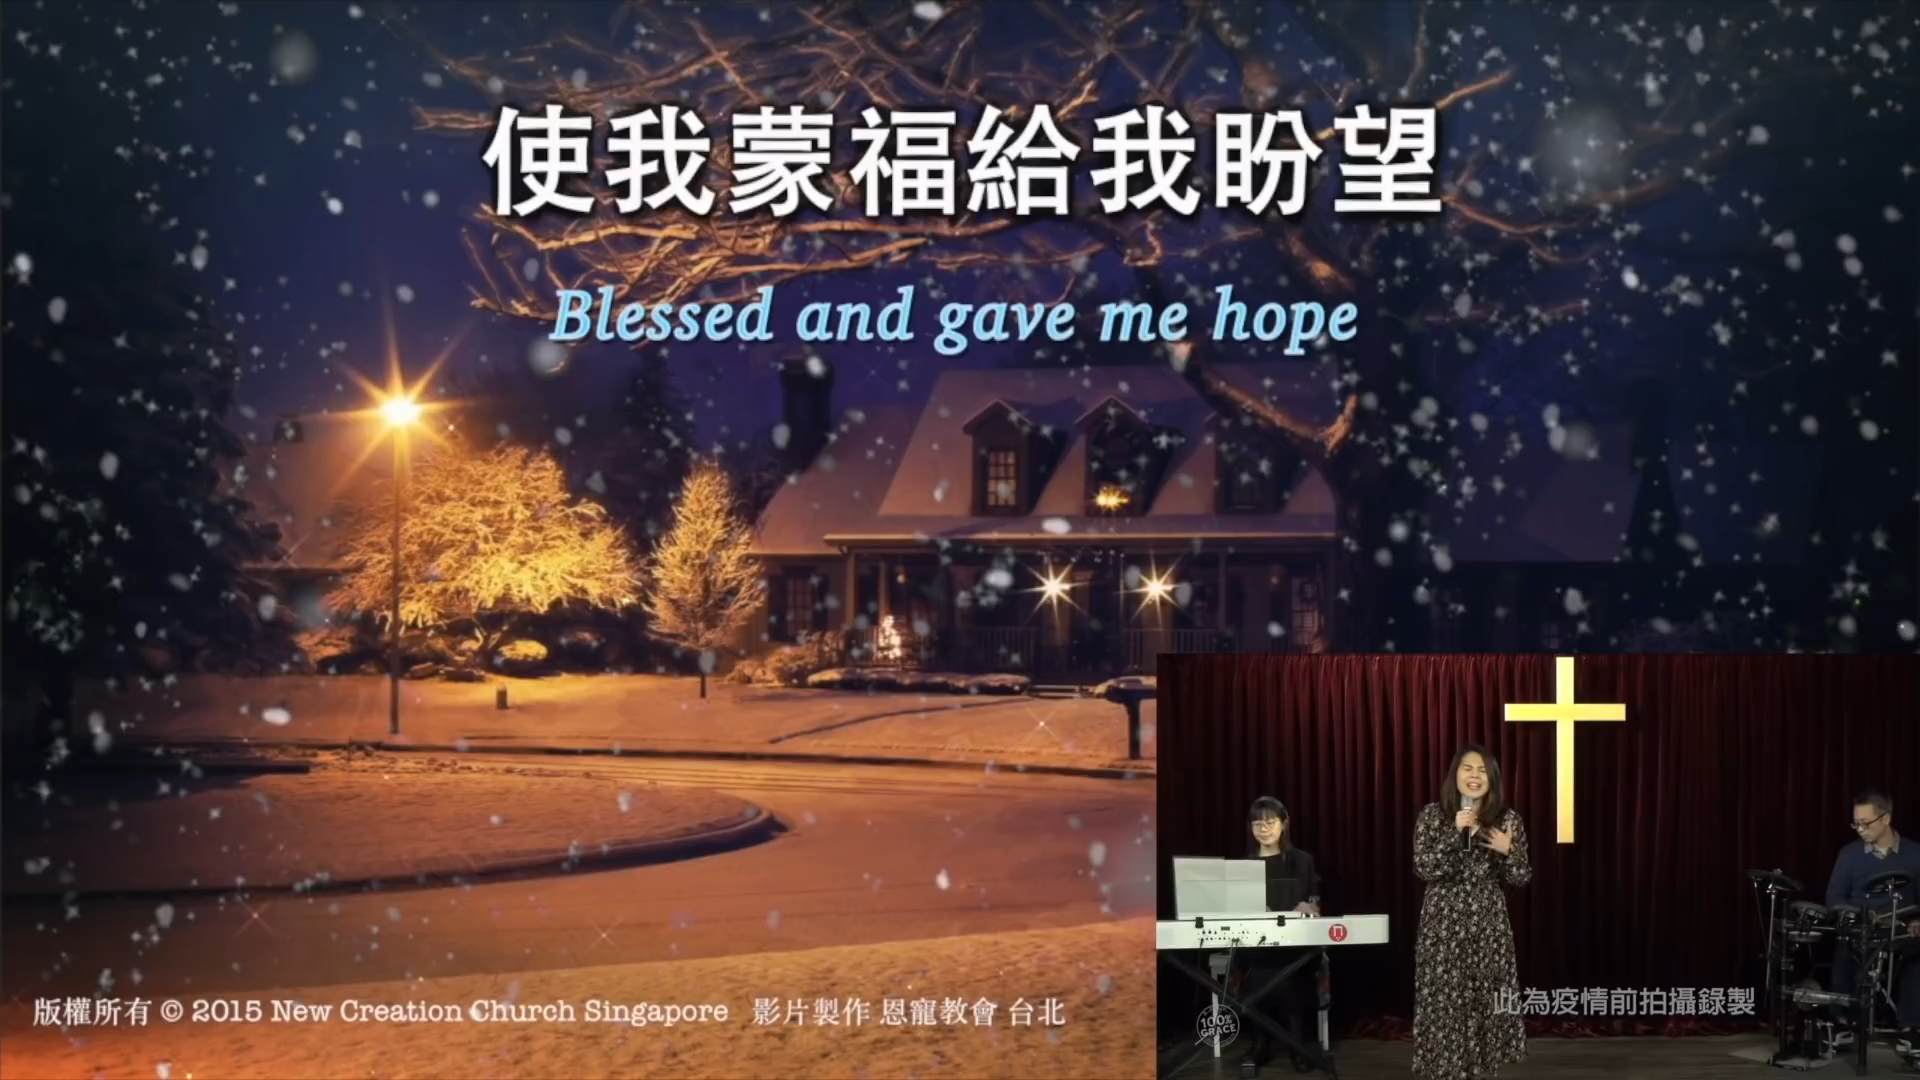 使我蒙福給我盼望
Blessed and gave me hope
版權所有 © 2015 New Creation Church Singapore 影片製作 恩寵教會 台北
此為疫情前拍攝錄製
100%
GRACE